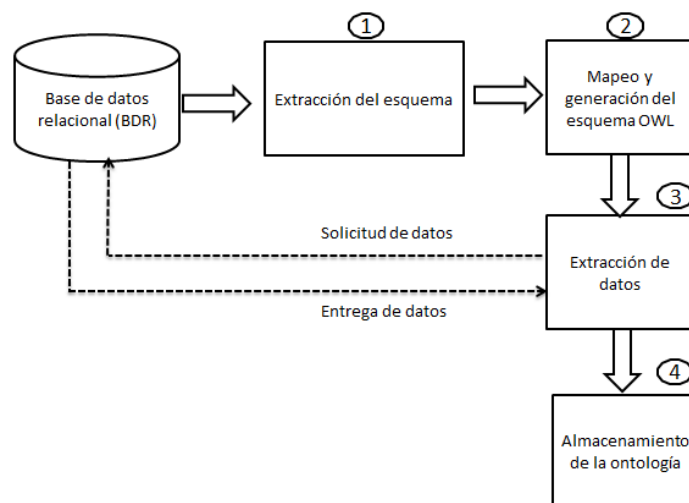 1
2
Base de datos
relacional (BDR)
Extracción del esquema
Mapeo y
generación del
esquema OWL
3
Solicitud de datos
Extracción de
datos
Entrega de datos
4
Almacenamiento
de la ontología